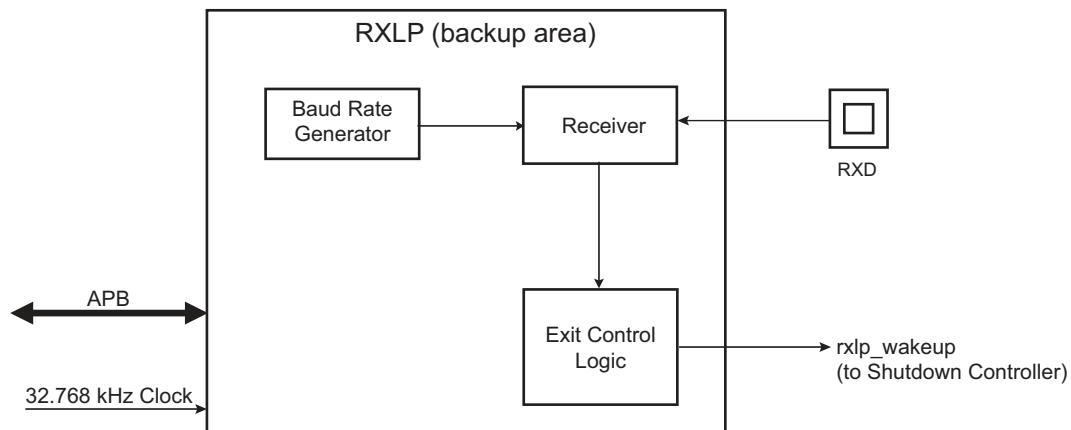 RXLP (backup area)
Baud Rate
Generator
Receiver
RXD
APB
Exit Control
Logic
rxlp_wakeup
(to Shutdown Controller)
32.768 kHz Clock